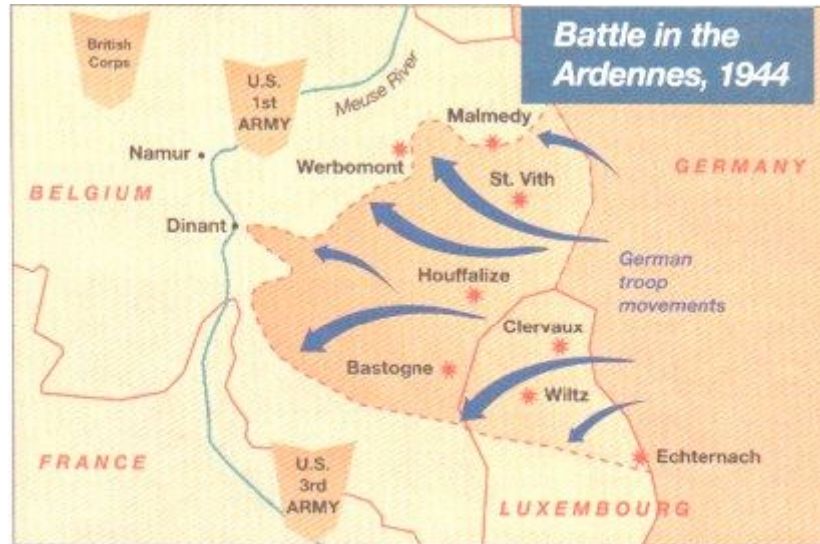 Battle in the
Ardennes, 1944
British
Corps
U.S.
1st
ARMY
Meuse River
Malmedy
Namur
Werbomont
GERMANY
St. Vith
BELGIUM
Dinant
German
troop
movements
Houffalize
Clervaux
Bastogne
Wiltz
FRANCE
U.S.
3rd
ARMY
Echternach
LUXEMBOURG